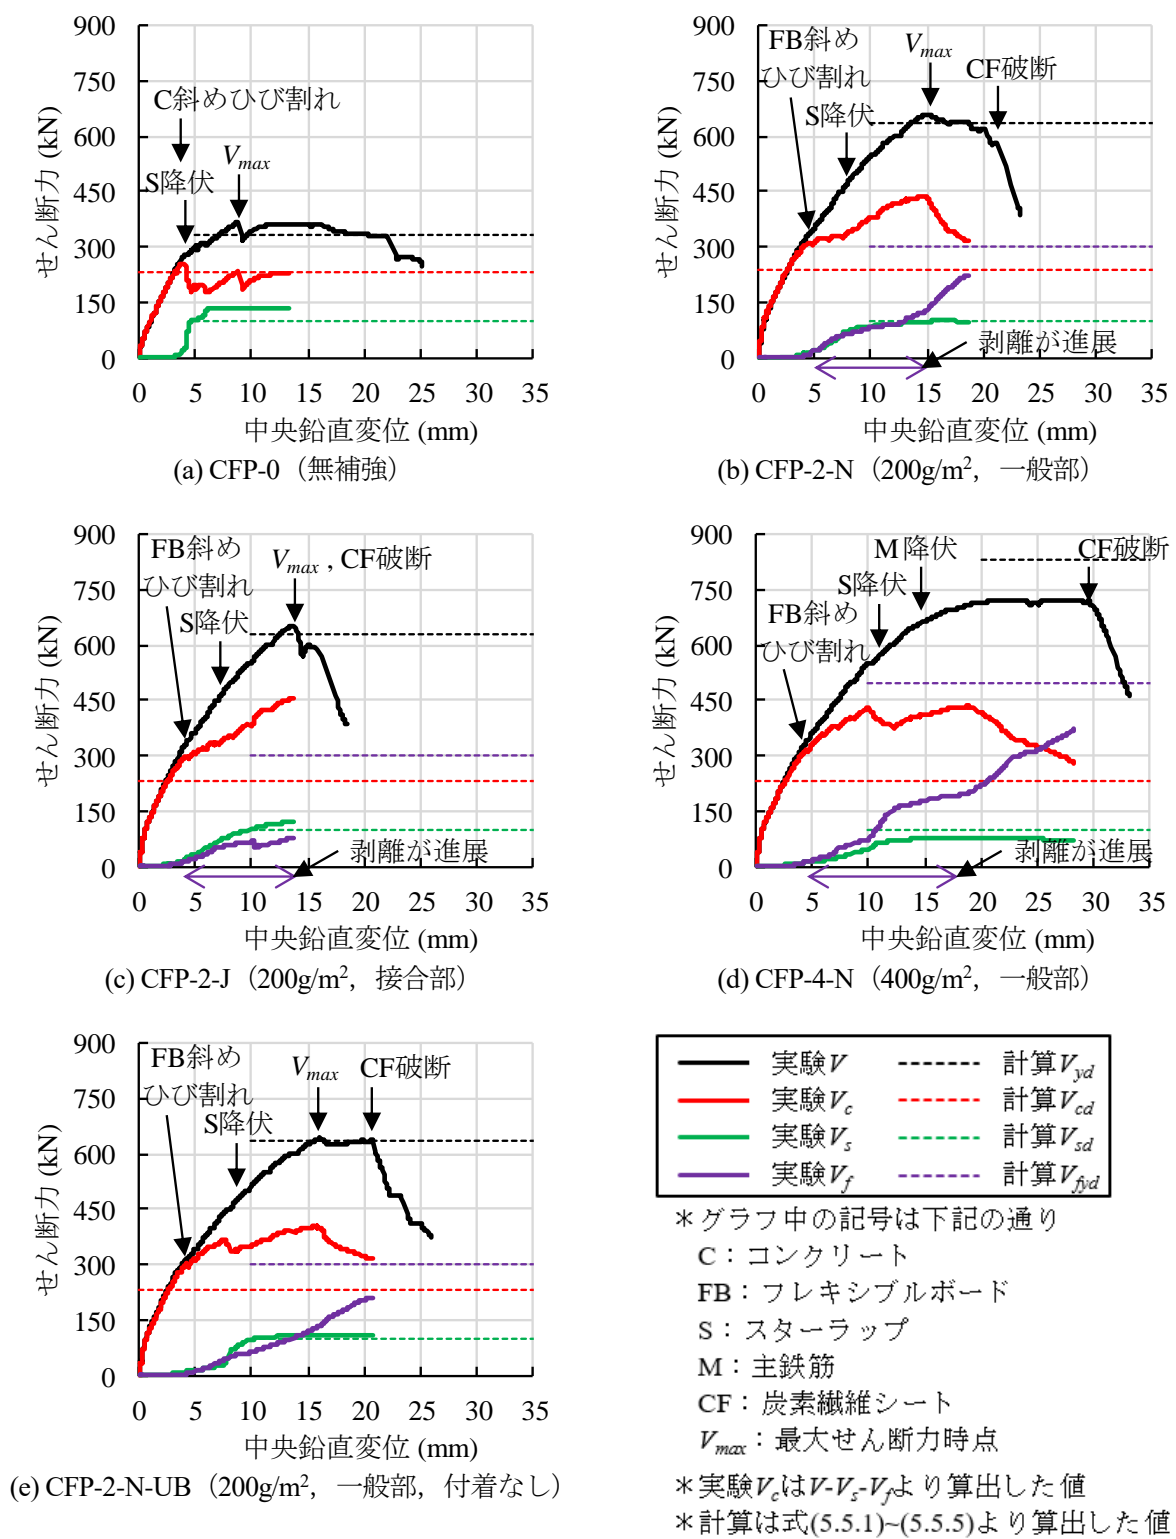 900
750
600
450
300
150
0
せん断力 (kN)
C斜めひび割れ
S降伏
Vmax
0 5 10 15 20 25 30 35
中央鉛直変位 (mm)
(a) CFP-0（無補強）
900
750
600
450
300
150
0
せん断力 (kN)
FB斜め
ひび割れ
S降伏
Vmax
CF破断
剥離が進展
0 5 10 15 20 25 30 35
中央鉛直変位 (mm)
(b) CFP-2-N（200g/m²，一般部）
900
750
600
450
300
150
0
せん断力 (kN)
FB斜め
ひび割れ
S降伏
Vmax , CF破断
剥離が進展
0 5 10 15 20 25 30 35
中央鉛直変位 (mm)
(c) CFP-2-J（200g/m²，接合部）
900
750
600
450
300
150
0
せん断力 (kN)
FB斜め
ひび割れ
S降伏
M降伏
CF破断
剥離が進展
0 5 10 15 20 25 30 35
中央鉛直変位 (mm)
(d) CFP-4-N（400g/m²，一般部）
900
750
600
450
300
150
0
せん断力 (kN)
FB斜め
ひび割れ
S降伏
Vmax
CF破断
0 5 10 15 20 25 30 35
中央鉛直変位 (mm)
(e) CFP-2-N-UB（200g/m²，一般部，付着なし）
実験V 計算Vyd
実験Vc 計算Vcd
実験Vs 計算Vsd
実験Vf 計算Vfyd
＊グラフ中の記号は下記の通り
C：コンクリート
FB：フレキシブルボード
S：スターラップ
M：主鉄筋
CF：炭素繊維シート
Vmax：最大せん断力時点
＊実験VcはV-Vs-Vfより算出した値
＊計算は式(5.5.1)~(5.5.5)より算出した値